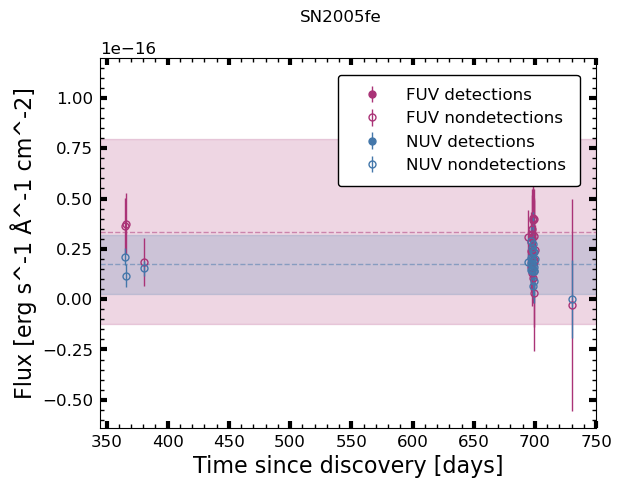 SN2005fe
1e−16
FUV detections
FUV nondetections
NUV detections
NUV nondetections
1.00
0.75
0.50
0.25
0.00
−0.25
−0.50
Flux [erg s^-1 Å^-1 cm^-2]
350 400 450 500 550 600 650 700 750
Time since discovery [days]